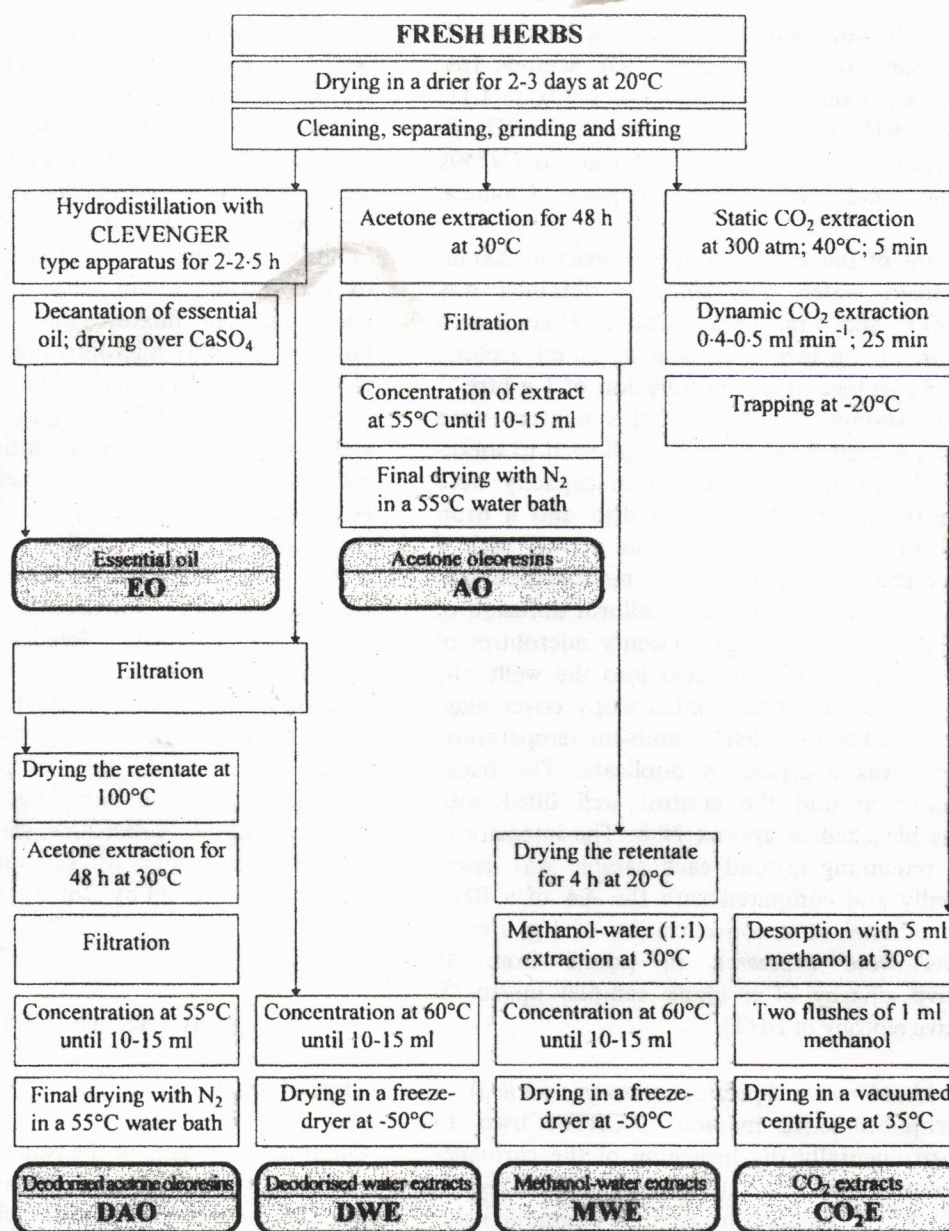 FRESH HERBS
Drying in a drier for 2-3 days at 20°C
Cleaning, separating, grinding and sifting
Hydrodistillation with
CLEVENGER
type apparatus for 2-2·5 h
Decantation of essential
oil; drying over CaSO₄
Essential oil
EO
Acetone extraction for 48 h
at 30°C
Filtration
Concentration of extract
at 55°C until 10-15 ml
Final drying with N₂
in a 55°C water bath
Acetone oleoresins
AO
Static CO₂ extraction
at 300 atm; 40°C; 5 min
Dynamic CO₂ extraction
0·4-0·5 ml min⁻¹; 25 min
Trapping at -20°C
Filtration
Drying the retentate at
100°C
Acetone extraction for
48 h at 30°C
Filtration
Concentration at 55°C
until 10-15 ml
Final drying with N₂
in a 55°C water bath
Deodorised acetone oleoresins
DAO
Concentration at 60°C
until 10-15 ml
Drying in a freeze-
dryer at -50°C
Deodorised water extracts
DWE
Drying the retentate
for 2 h at 20°C
Methanol-water (1:1)
extraction at 30°C
Concentration at 60°C
until 10-15 ml
Drying in a freeze-
dryer at -50°C
Methanol-water extracts
MWE
Desorption with 5 ml
methanol at 30°C
Two flushes of 1 ml
methanol
Drying in a vacuumed
centrifuge at 35°C
CO₂ extracts
CO₂E